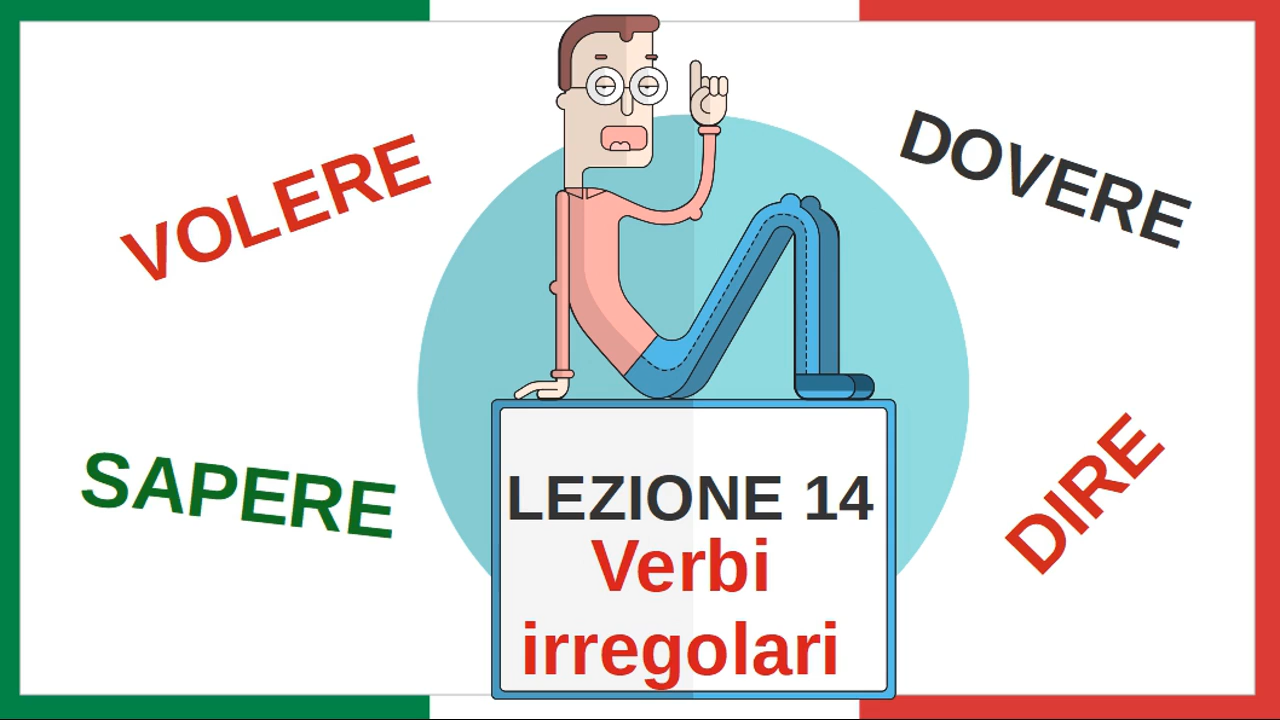 VOLERE
DOVERE
SAPERE
DIRE
LEZIONE 14
Verbi
irregolari